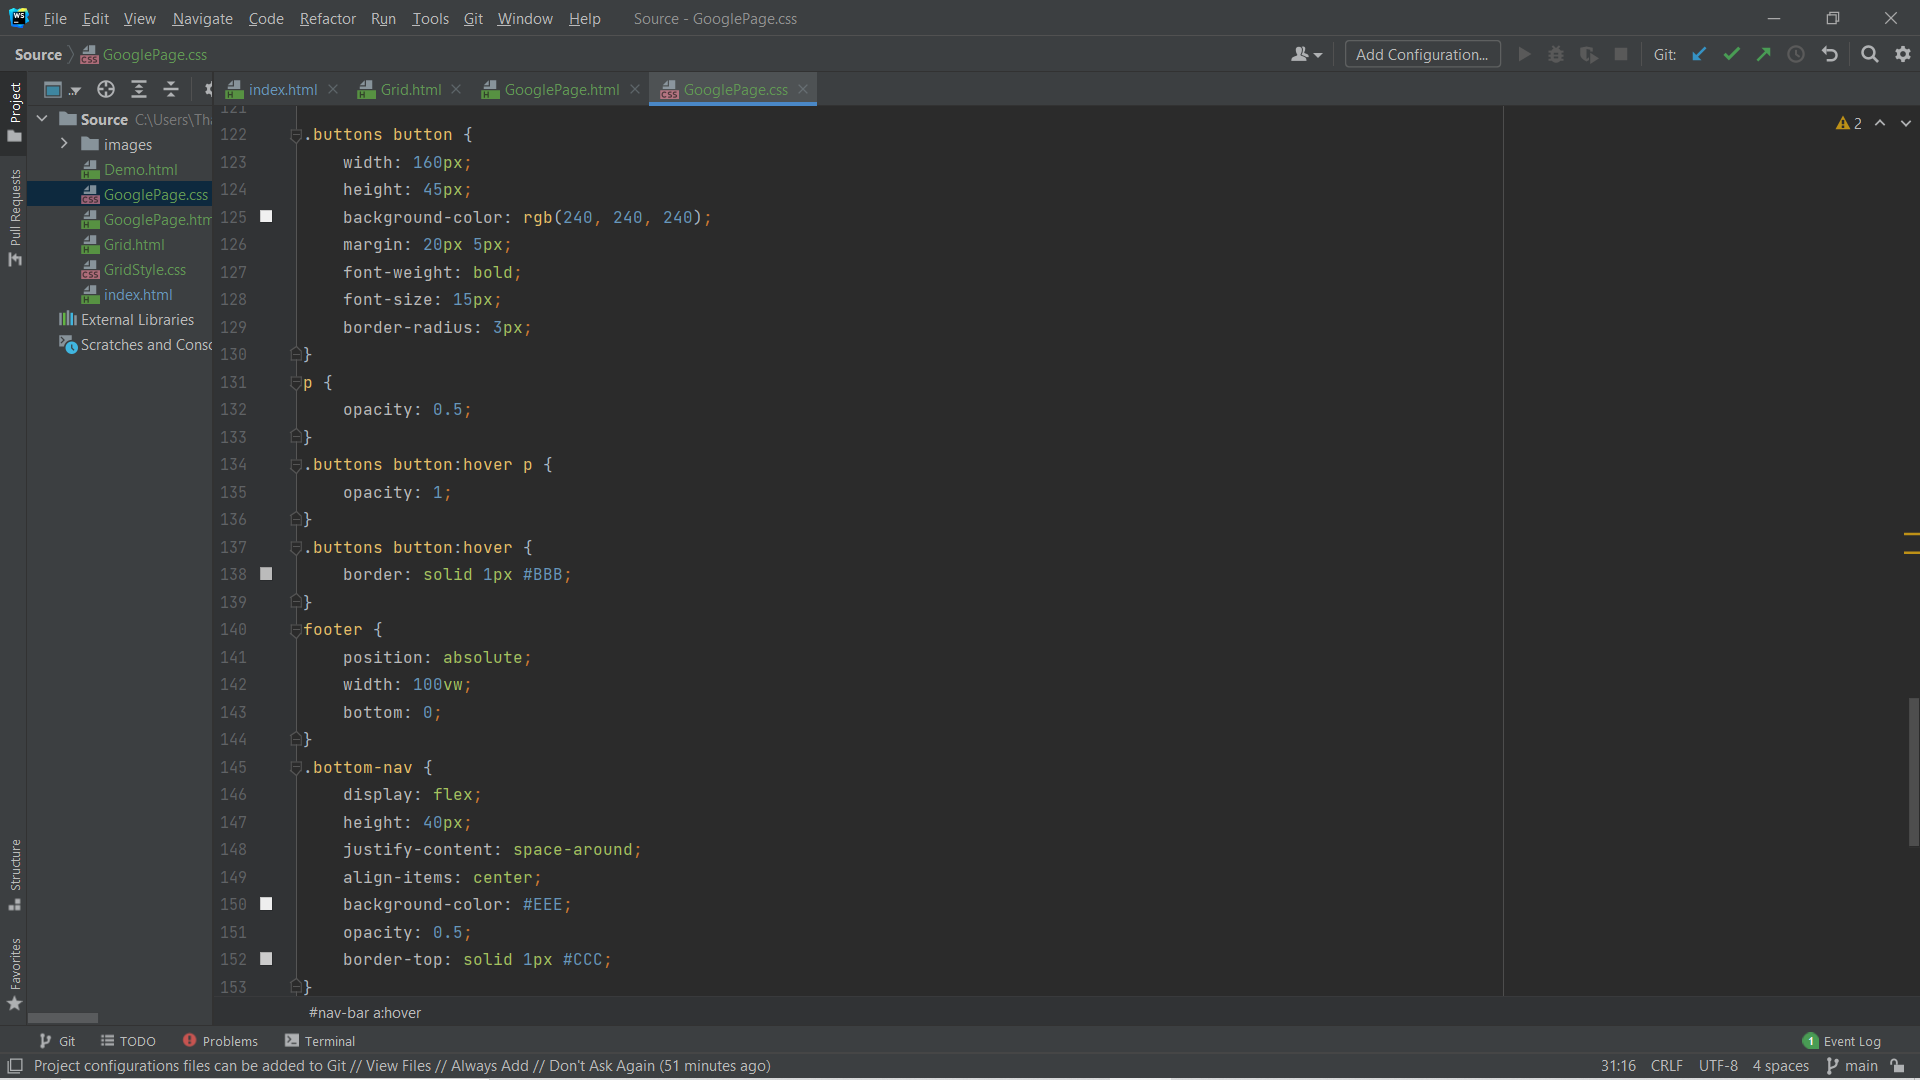 File Edit View Navigate Code Refactor Run Tools Git Window Help Source - GooglePage.css
Source GooglePage.css Add Configuration... Git:
index.html Grid.html GooglePage.html GooglePage.css
Project
Pull Requests
Structure
Favorites
Source C:\Users\Tha
images
Demo.html
GooglePage.css
GooglePage.htm
Grid.html
GridStyle.css
index.html
External Libraries
Scratches and Conso
2
121
122 .buttons button {
123 width: 160px;
124 height: 45px;
125 background-color: rgb(240, 240, 240);
126 margin: 20px 5px;
127 font-weight: bold;
128 font-size: 15px;
129 border-radius: 3px;
130 }
131 p {
132 opacity: 0.5;
133 }
134 .buttons button:hover p {
135 opacity: 1;
136 }
137 .buttons button:hover {
138 border: solid 1px #BBB;
139 }
140 footer {
141 position: absolute;
142 width: 100vw;
143 bottom: 0;
144 }
145 .bottom-nav {
146 display: flex;
147 height: 40px;
148 justify-content: space-around;
149 align-items: center;
150 background-color: #EEE;
151 opacity: 0.5;
152 border-top: solid 1px #CCC;
153 }
#nav-bar a:hover
Git TODO Problems Terminal 1 Event Log
Project configurations files can be added to Git // View Files // Always Add // Don't Ask Again (51 minutes ago) 31:16 CRLF UTF-8 4 spaces main